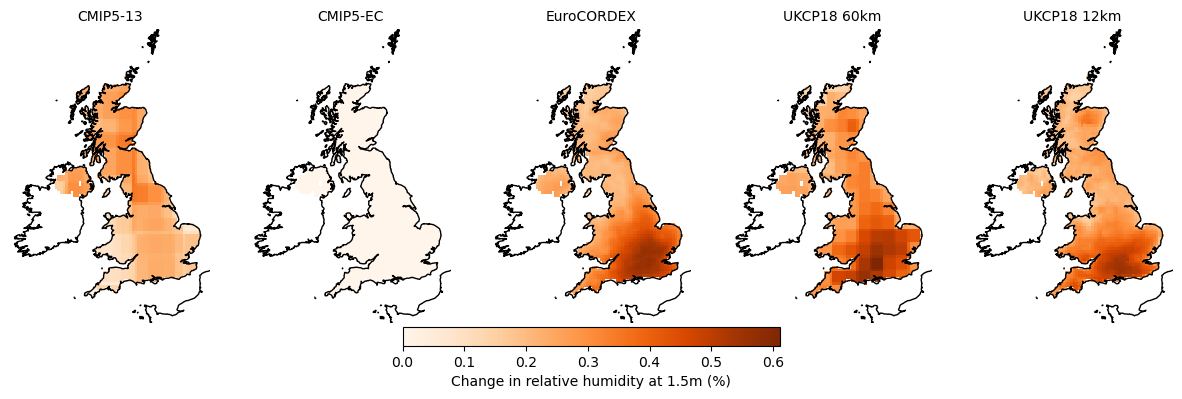 CMIP5-13 CMIP5-EC EuroCORDEX UKCP18 60km UKCP18 12km
0.0 0.1 0.2 0.3 0.4 0.5 0.6
Change in relative humidity at 1.5m (%)